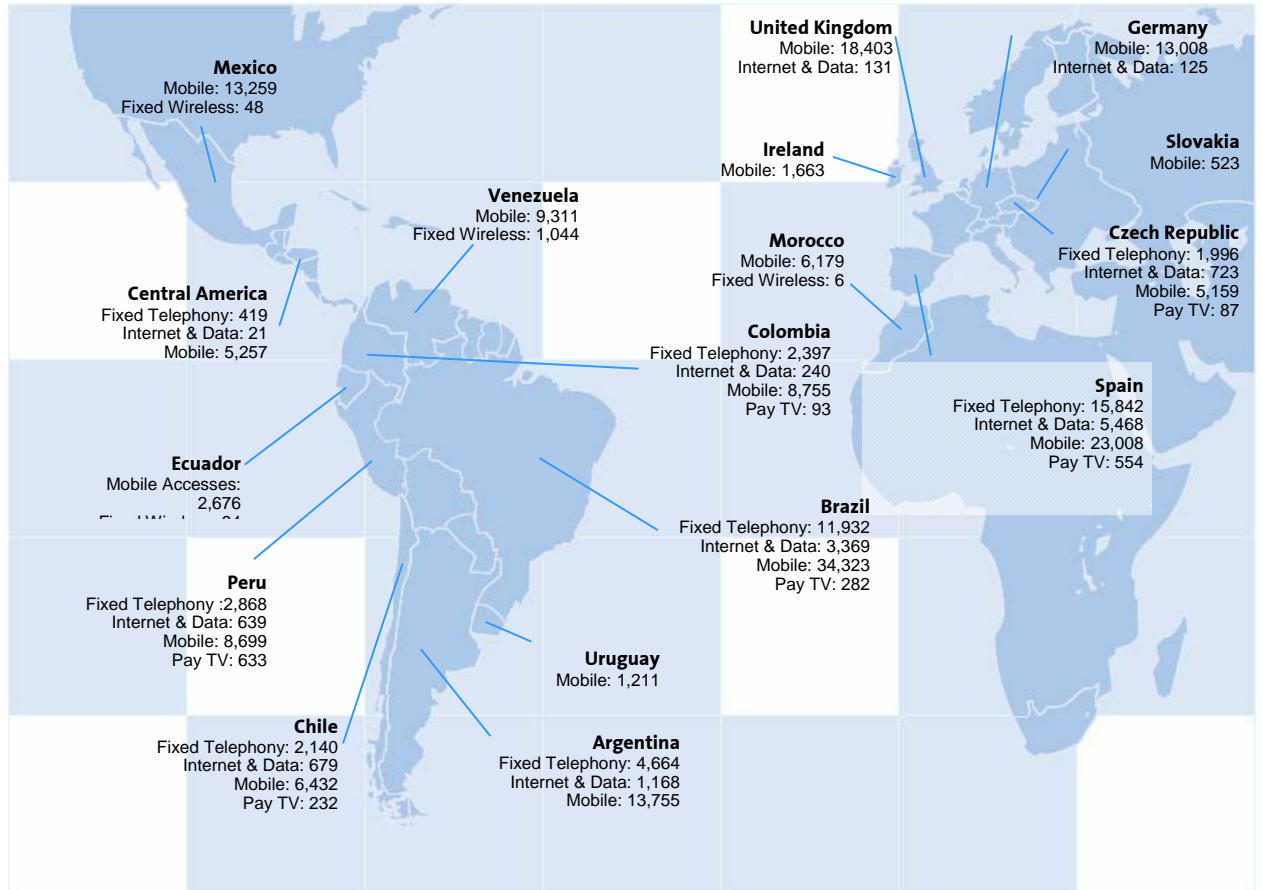 Mexico
Mobile: 13,259
Fixed Wireless: 48
United Kingdom
Mobile: 18,403
Internet & Data: 131
Germany
Mobile: 13,008
Internet & Data: 125
Ireland
Mobile: 1,663
Slovakia
Mobile: 523
Venezuela
Mobile: 9,311
Fixed Wireless: 1,044
Morocco
Mobile: 6,179
Fixed Wireless: 6
Czech Republic
Fixed Telephony: 1,996
Internet & Data: 723
Mobile: 5,159
Pay TV: 87
Central America
Fixed Telephony: 419
Internet & Data: 21
Mobile: 5,257
Colombia
Fixed Telephony: 2,397
Internet & Data: 240
Mobile: 8,755
Pay TV: 93
Spain
Fixed Telephony: 15,842
Internet & Data: 5,468
Mobile: 23,008
Pay TV: 554
Ecuador
Mobile Accesses:
2,676
Brazil
Fixed Telephony: 11,932
Internet & Data: 3,369
Mobile: 34,323
Pay TV: 282
Peru
Fixed Telephony :2,868
Internet & Data: 639
Mobile: 8,699
Pay TV: 633
Uruguay
Mobile: 1,211
Chile
Fixed Telephony: 2,140
Internet & Data: 679
Mobile: 6,432
Pay TV: 232
Argentina
Fixed Telephony: 4,664
Internet & Data: 1,168
Mobile: 13,755